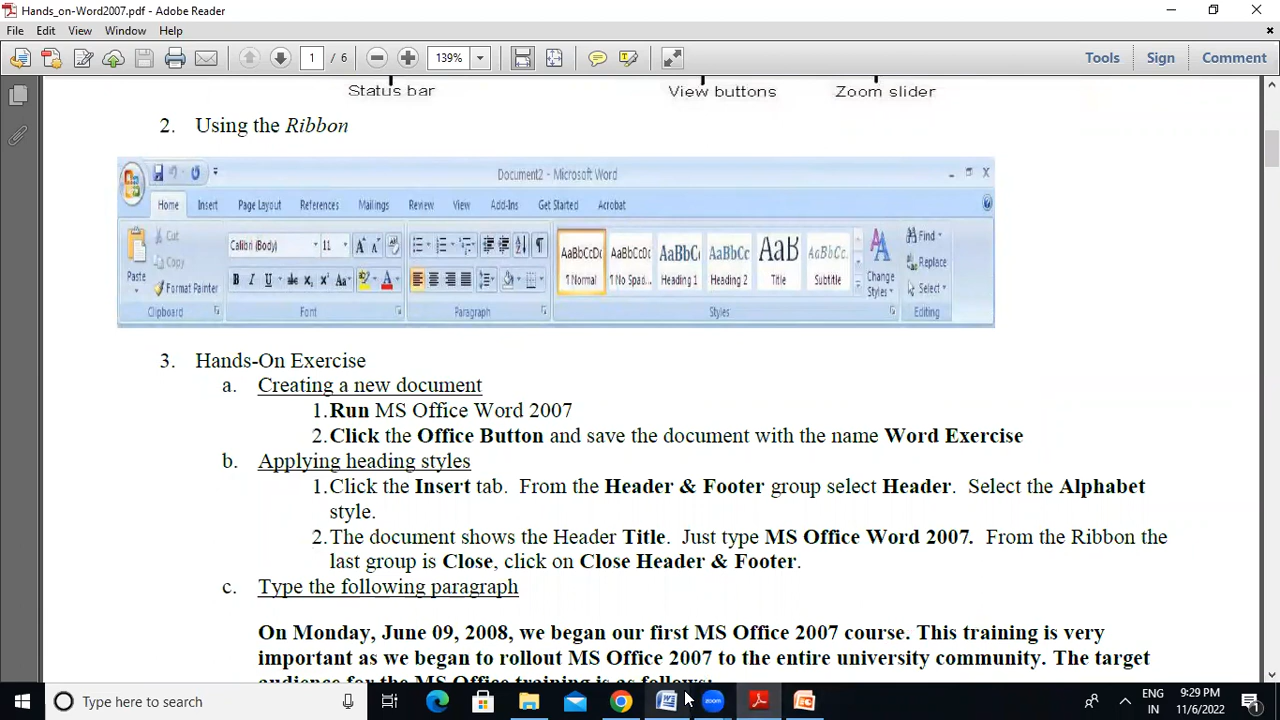 Hands_on-Word2007.pdf - Adobe Reader
File Edit View Window Help
1 / 6 139% Tools Sign Comment
Status bar View buttons Zoom slider
2. Using the Ribbon
Document2 - Microsoft Word
Home Insert Page Layout References Mailings Review View Add-Ins Get Started Acrobat
Cut
Copy
Format Painter
Paste
Clipboard
Calibri (Body) 11
B I U abc x₂ x² Aa
Font
Paragraph
AaBbCcDc AaBbCcDc AaBbC AaBbCc AaB AaBbCc.
¶ Normal ¶ No Spac... Heading 1 Heading 2 Title Subtitle
Change Styles
Styles
Find
Replace
Select
Editing
3. Hands-On Exercise
a. Creating a new document
1.Run MS Office Word 2007
2.Click the Office Button and save the document with the name Word Exercise
b. Applying heading styles
1.Click the Insert tab. From the Header & Footer group select Header. Select the Alphabet
style.
2.The document shows the Header Title. Just type MS Office Word 2007. From the Ribbon the
last group is Close, click on Close Header & Footer.
c. Type the following paragraph
On Monday, June 09, 2008, we began our first MS Office 2007 course. This training is very
important as we began to rollout MS Office 2007 to the entire university community. The target
audience for the MS Office training is as follows:
Type here to search
zoom
ENG
IN
9:29 PM
11/6/2022
1